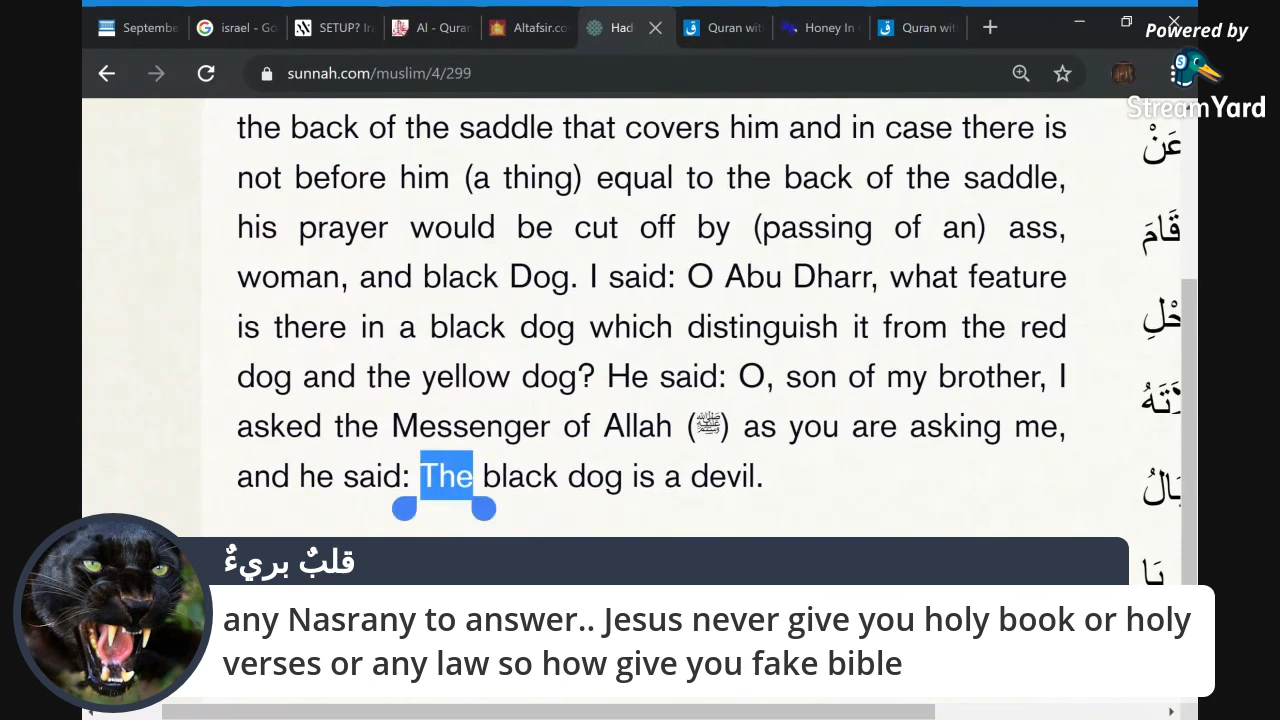 Septembe
israel - Go
SETUP? Ir
Al - Quran
Altafsir.co
Had
Quran wit
Honey In
Quran wit
Powered by
StreamYard
sunnah.com/muslim/4/299
the back of the saddle that covers him and in case there is
not before him (a thing) equal to the back of the saddle,
his prayer would be cut off by (passing of an) ass,
woman, and black Dog. I said: O Abu Dharr, what feature
is there in a black dog which distinguish it from the red
dog and the yellow dog? He said: O, son of my brother, I
asked the Messenger of Allah (ﷺ) as you are asking me,
and he said: The black dog is a devil.
عَنْ
قَامَ
يَا
قلبٌ بريءٌ
any Nasrany to answer.. Jesus never give you holy book or holy
verses or any law so how give you fake bible